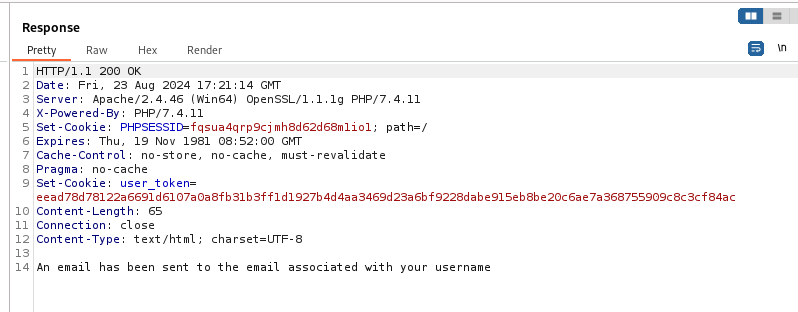 Response
Pretty Raw Hex Render
\n
1 HTTP/1.1 200 OK
2 Date: Fri, 23 Aug 2024 17:21:14 GMT
3 Server: Apache/2.4.46 (Win64) OpenSSL/1.1.1g PHP/7.4.11
4 X-Powered-By: PHP/7.4.11
5 Set-Cookie: PHPSESSID=fqsua4qrp9cjmh8d62d68m1io1; path=/
6 Expires: Thu, 19 Nov 1981 08:52:00 GMT
7 Cache-Control: no-store, no-cache, must-revalidate
8 Pragma: no-cache
9 Set-Cookie: user_token=
eead78d78122a6691d6107a0a8fb31b3ff1d1927b4d4aa3469d23a6bf9228dabe915eb8be20c6ae7a368755909c8c3cf84ac
10 Content-Length: 65
11 Connection: close
12 Content-Type: text/html; charset=UTF-8
13
14 An email has been sent to the email associated with your username